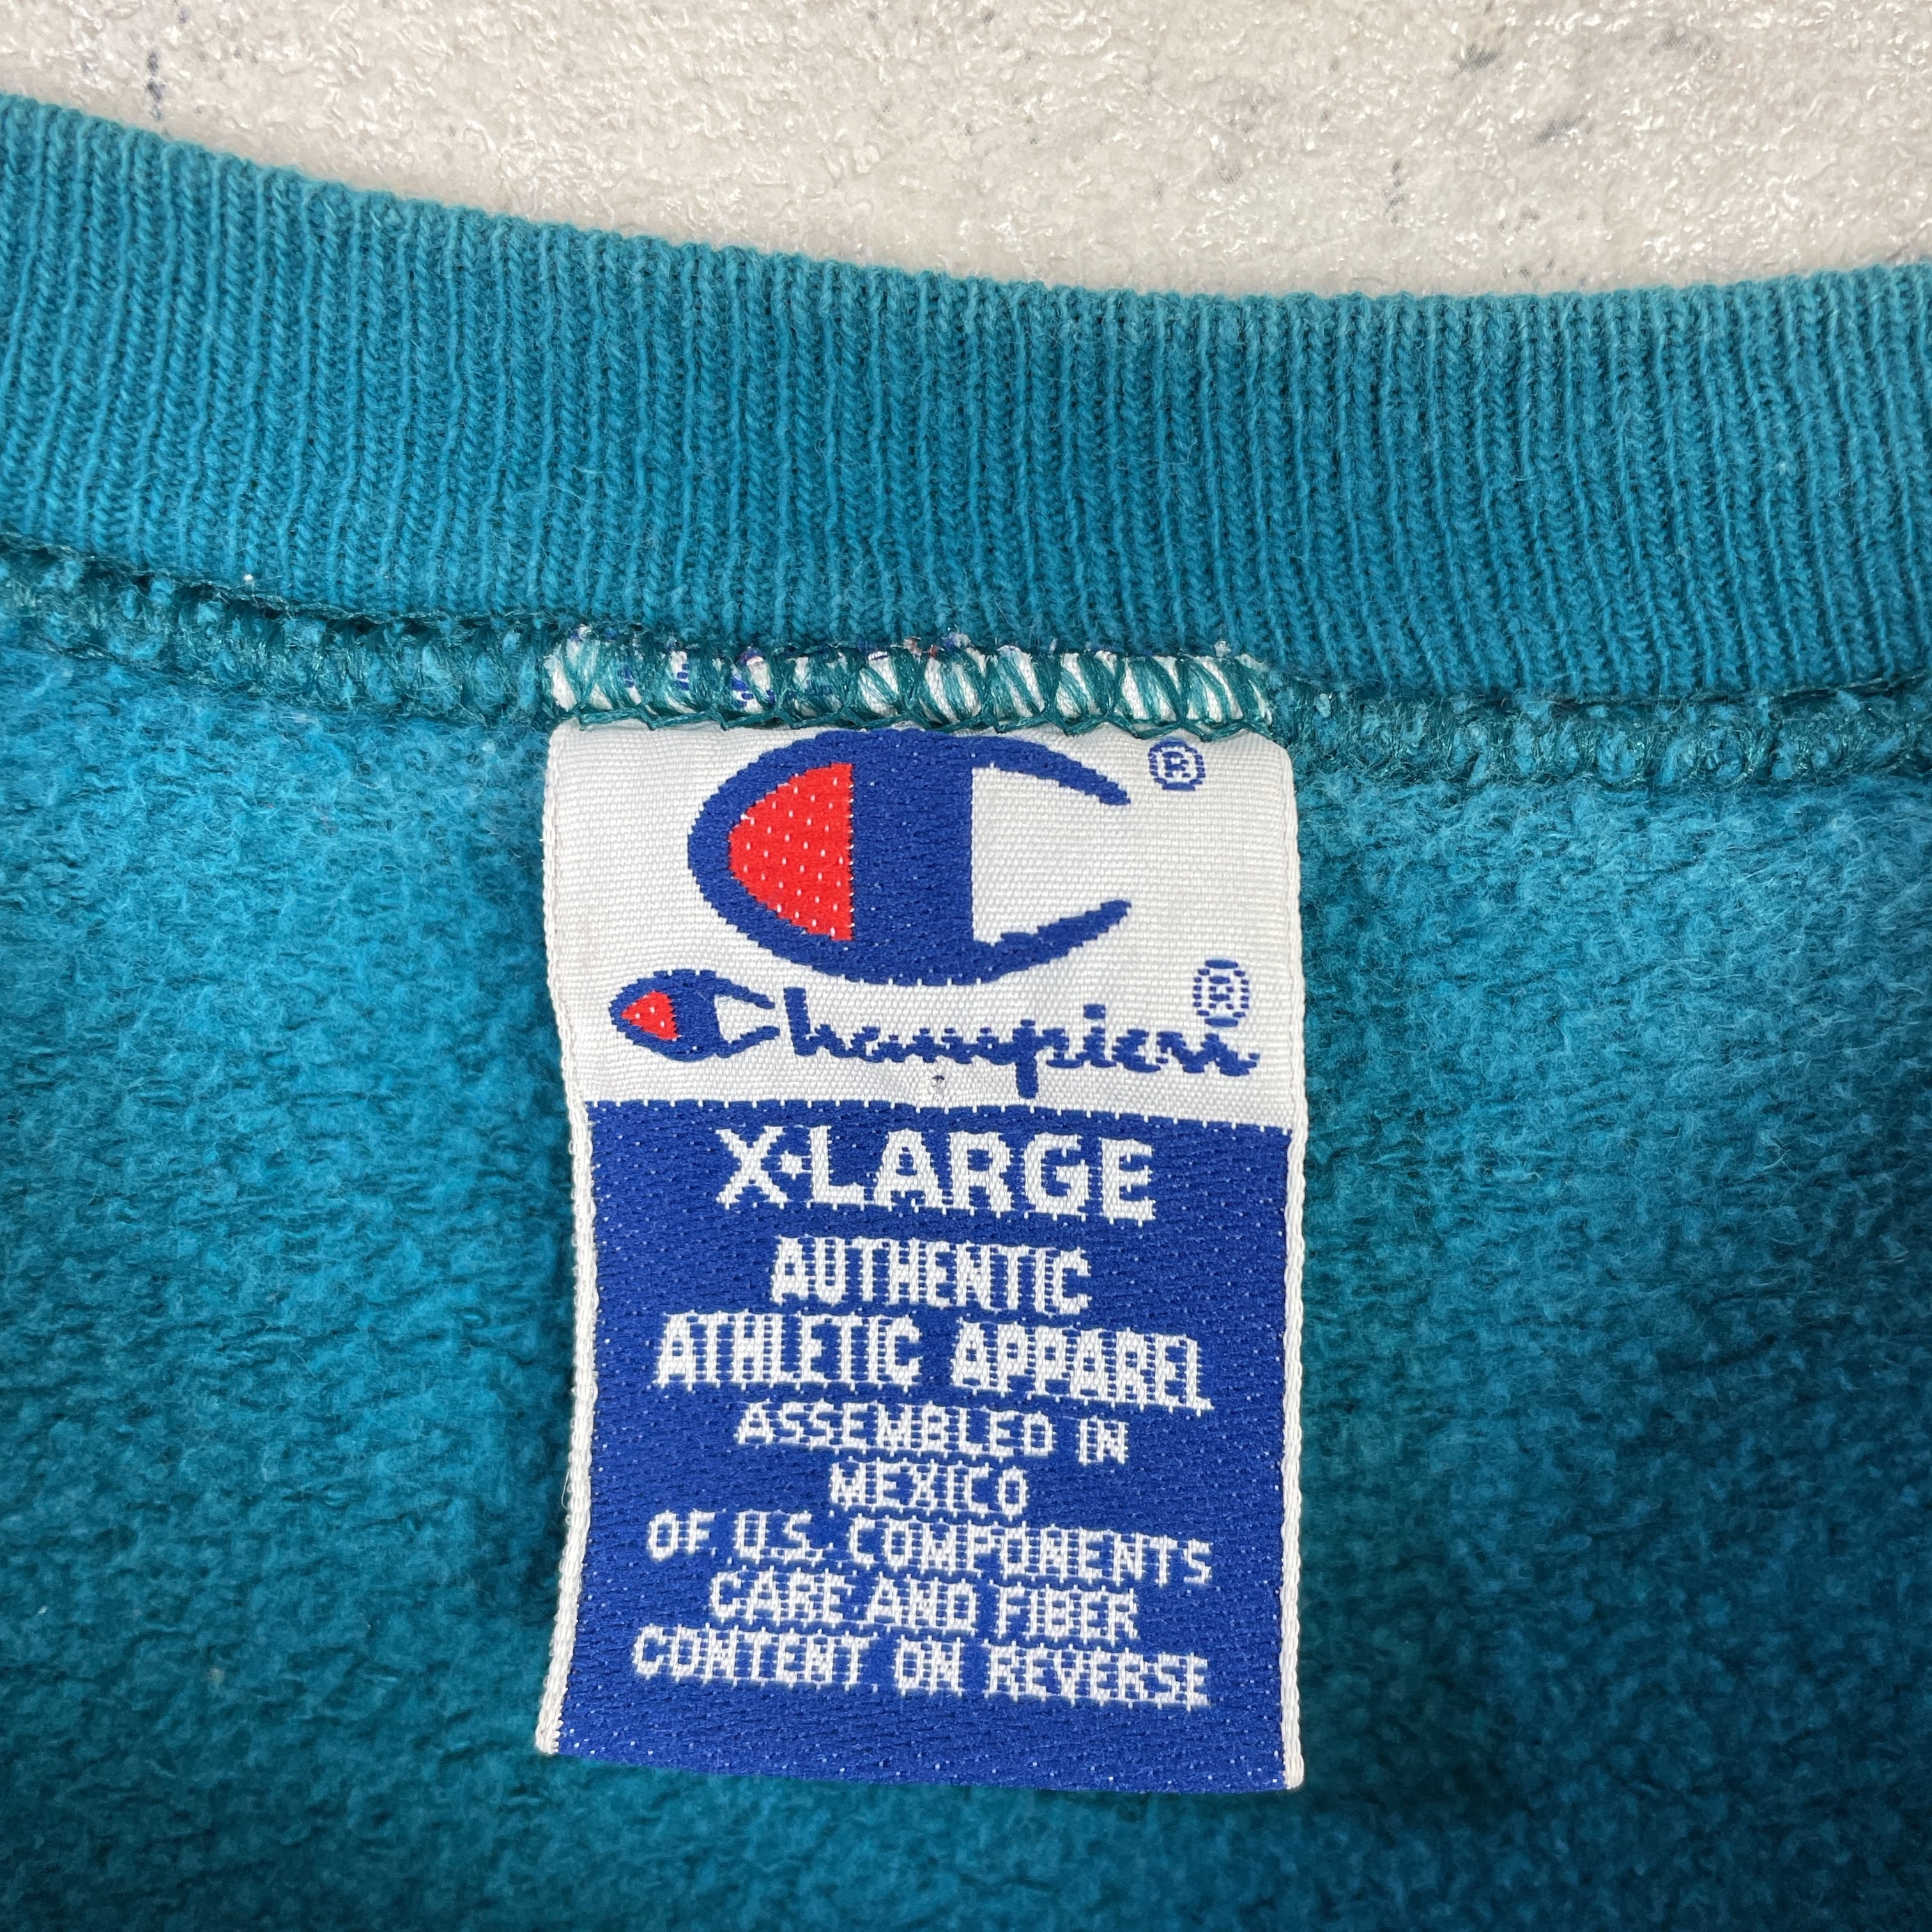 ®
Champion®
X-LARGE
AUTHENTIC
ATHLETIC APPAREL
ASSEMBLED IN
MEXICO
OF U.S. COMPONENTS
CARE AND FIBER
CONTENT ON REVERSE